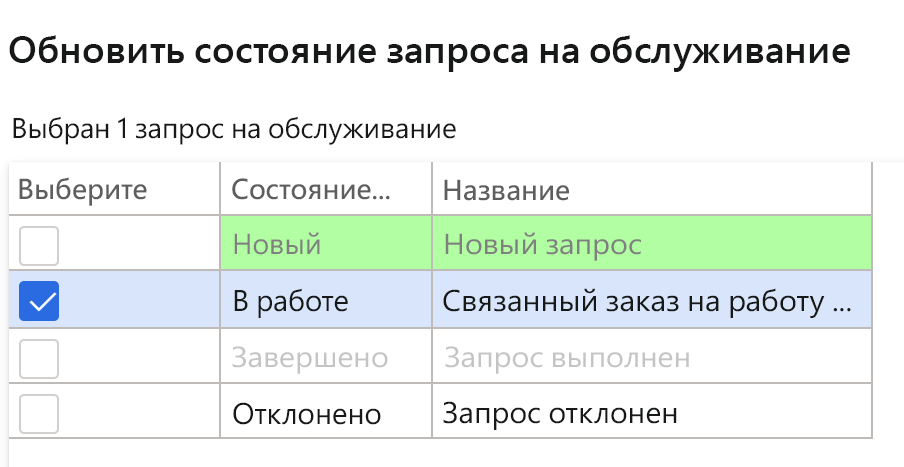 Обновить состояние запроса на обслуживание
Выбран 1 запрос на обслуживание
Выберите Состояние... Название
Новый Новый запрос
В работе Связанный заказ на работу ...
Завершено Запрос выполнен
Отклонено Запрос отклонен